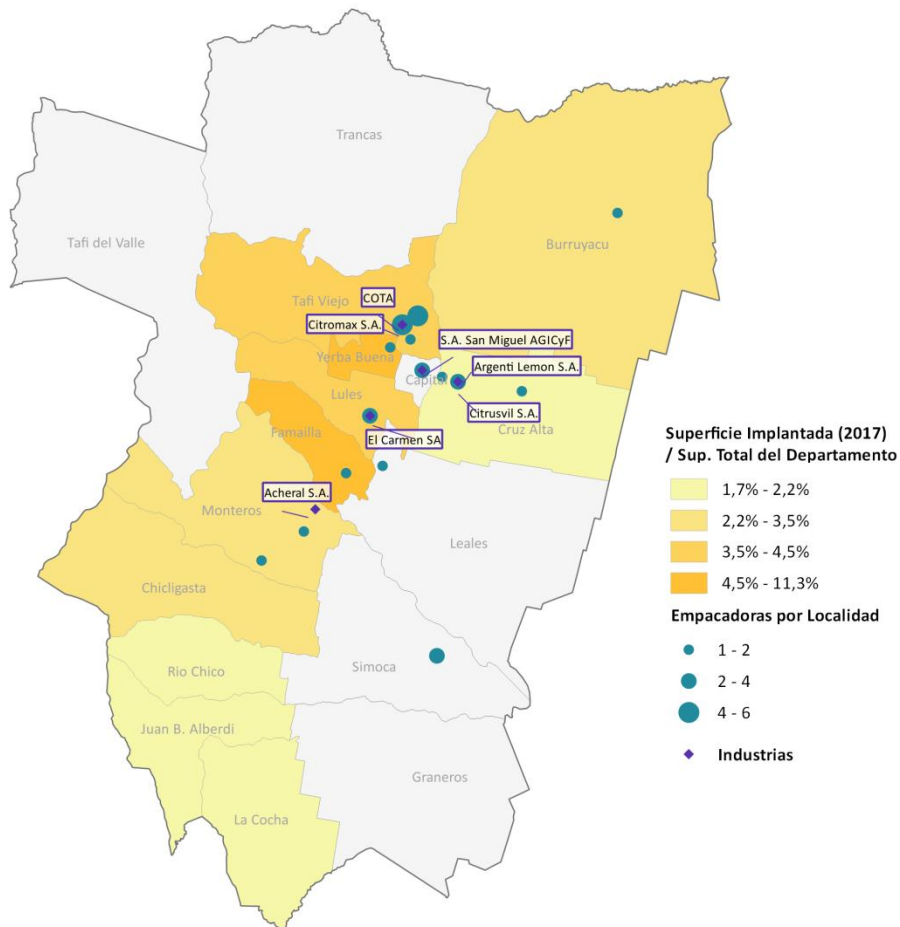 Trancas
Tafi del Valle
Burruyacu
Tafi Viejo
COTA
Citromax S.A.
S.A. San Miguel AGICyF
Yerba Buena
Argenti Lemon S.A.
Capital
Lules
Citrusvil S.A.
Famailla
El Carmen SA
Cruz Alta
Acheral S.A.
Monteros
Leales
Chicligasta
Rio Chico
Simoca
Juan B. Alberdi
Graneros
La Cocha
Superficie Implantada (2017)
/ Sup. Total del Departamento
1,7% - 2,2%
2,2% - 3,5%
3,5% - 4,5%
4,5% - 11,3%
Empacadoras por Localidad
1 - 2
2 - 4
4 - 6
Industrias